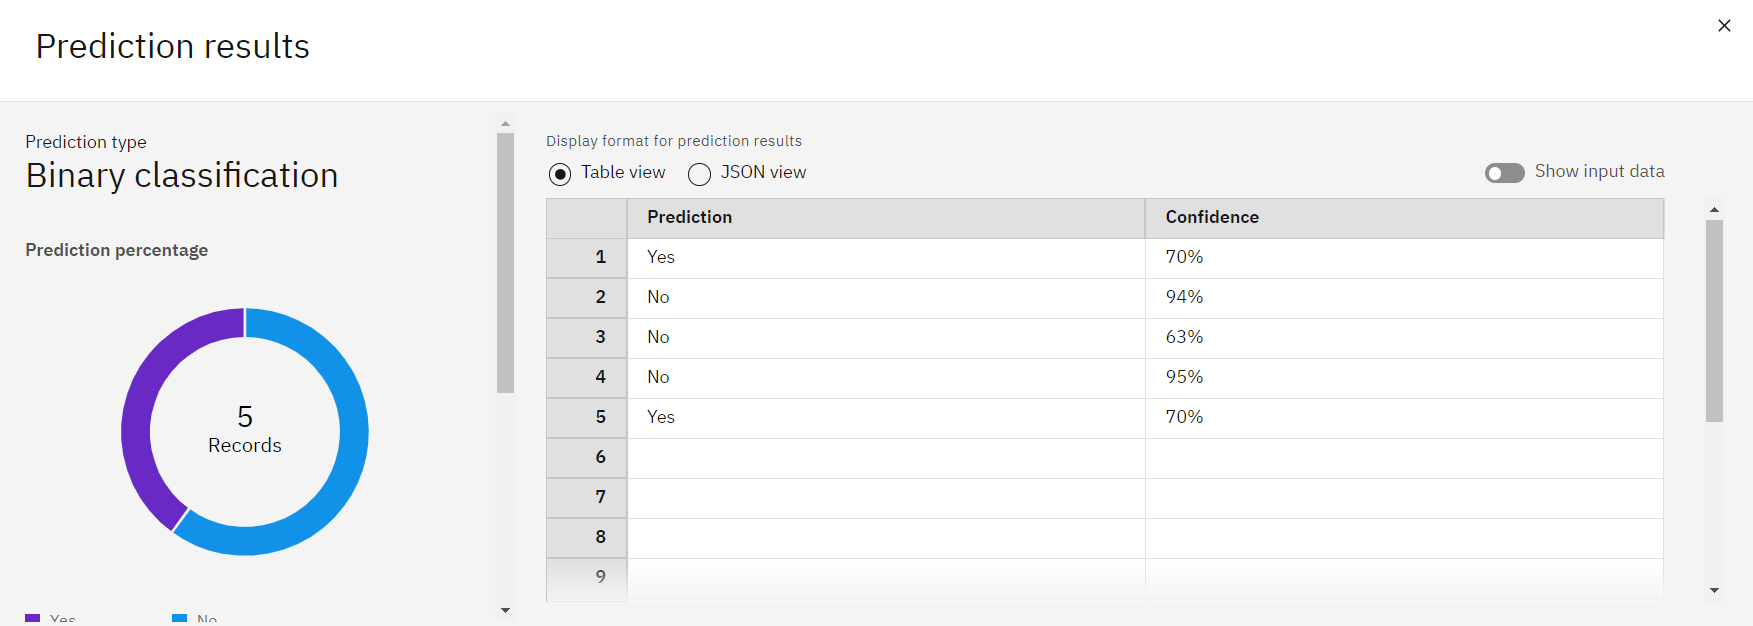 Prediction results
Prediction type
Binary classification
Prediction percentage
5
Records
Yes No
Display format for prediction results
Table view JSON view Show input data
Prediction Confidence
1 Yes 70%
2 No 94%
3 No 63%
4 No 95%
5 Yes 70%
6
7
8
9